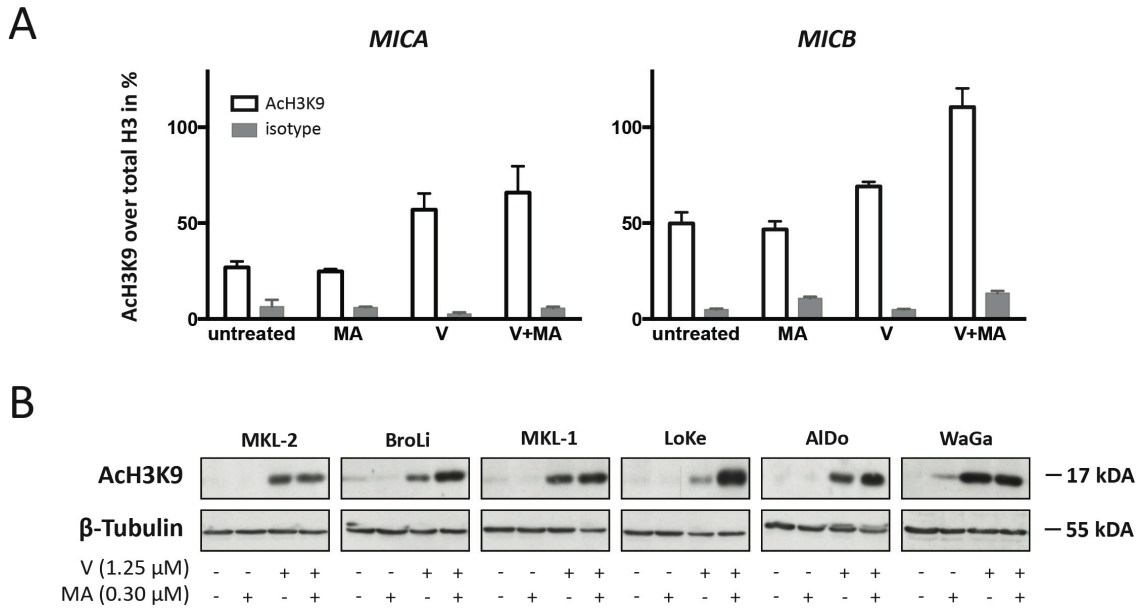 A
MICA
MICB
AcH3K9 over total H3 in %
AcH3K9
isotype
100
50
0
untreated MA V V+MA
100
50
0
untreated MA V V+MA
B
MKL-2 BroLi MKL-1 LoKe AlDo WaGa
AcH3K9 — 17 kDA
β-Tubulin — 55 kDA
V (1.25 µM) - - + + - - + + - - + + - - + + - - + + - - + +
MA (0.30 µM) - + - + - + - + - + - + - + - + - + - + - + - +